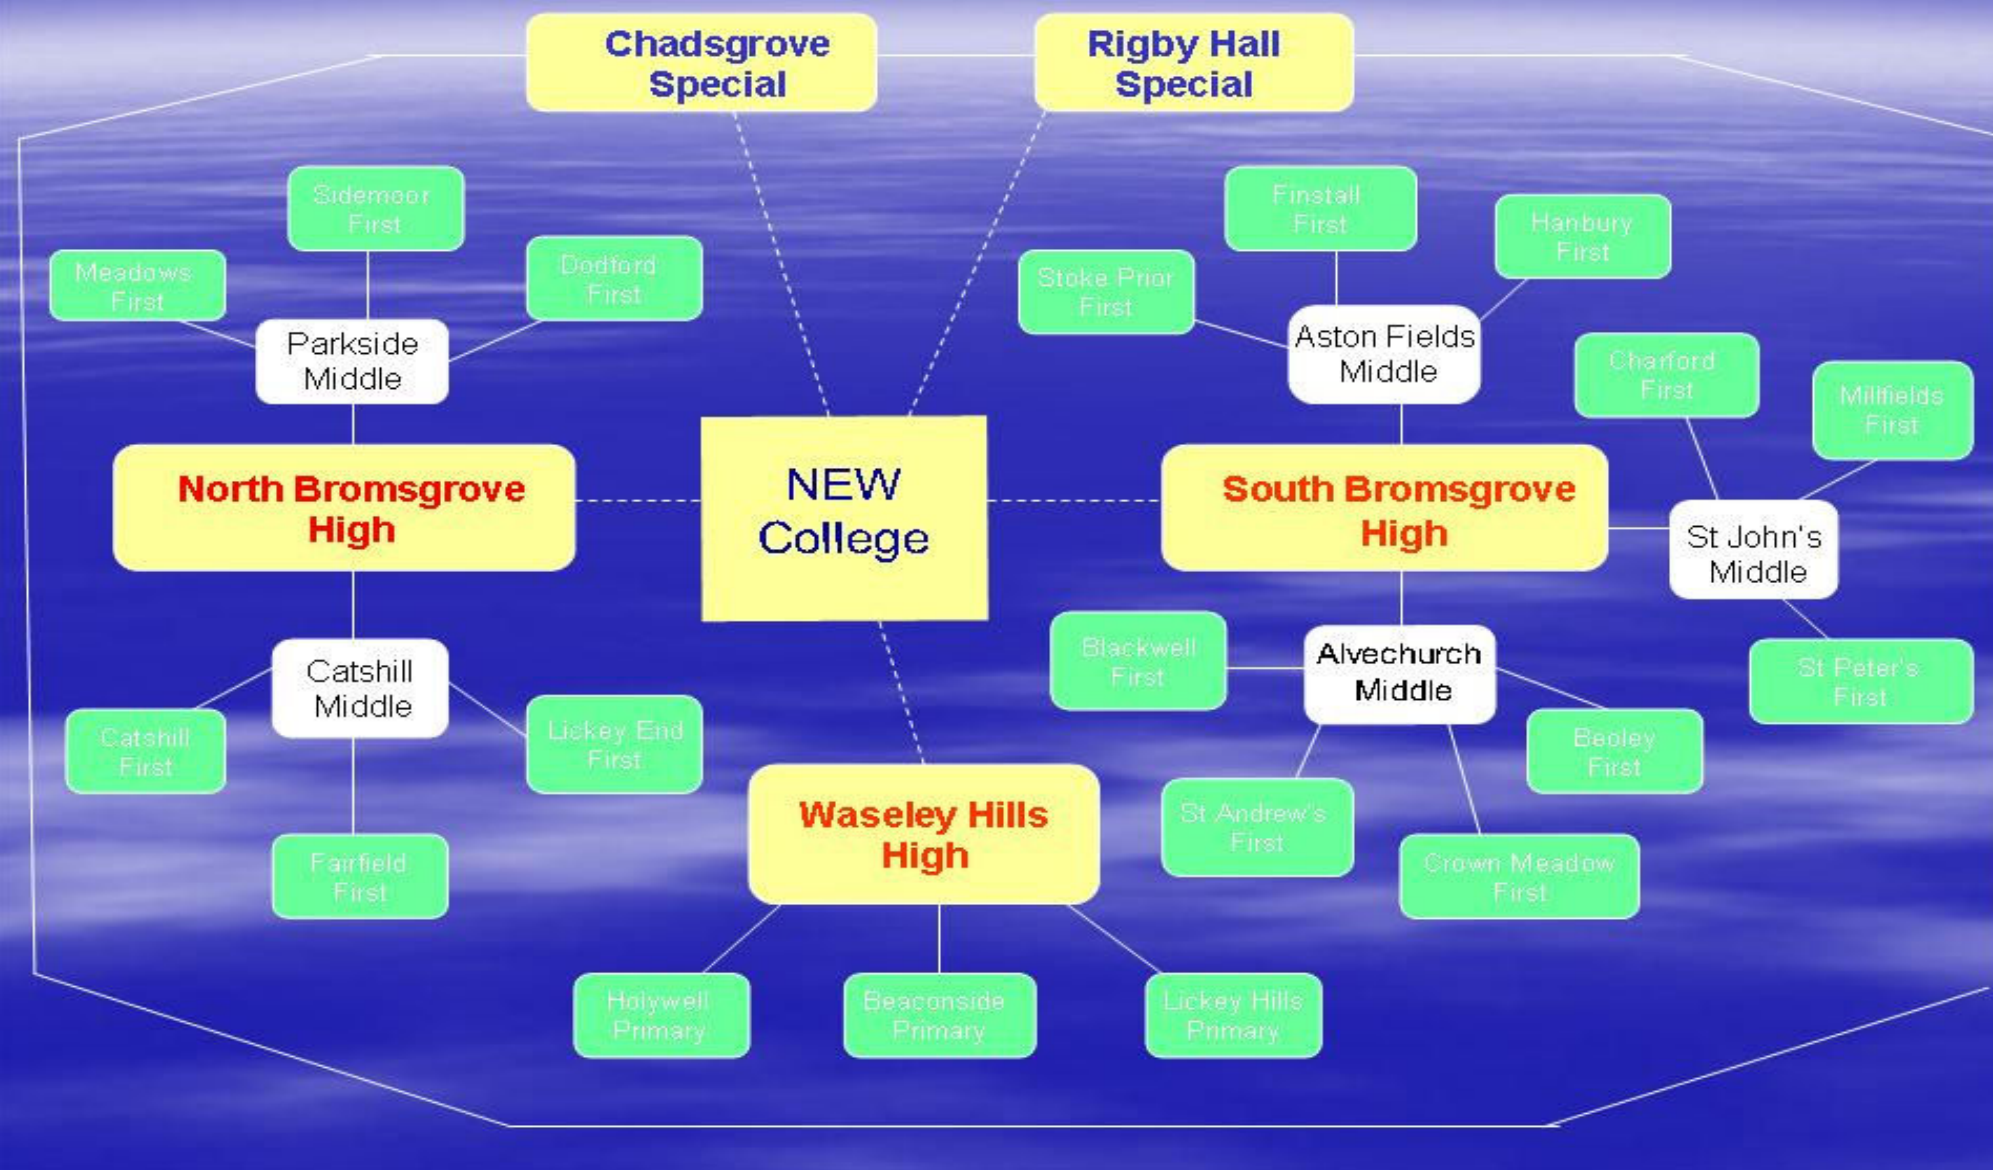 Chadsgrove
Special
Rigby Hall
Special
Sidemoor
First
Finstall
First
Hanbury
First
Meadows
First
Dodford
First
Stoke Prior
First
Parkside
Middle
Aston Fields
Middle
Charford
First
Millfields
First
North Bromsgrove
High
NEW
College
South Bromsgrove
High
St John's
Middle
Catshill
Middle
Blackwell
First
Alvechurch
Middle
St Peter's
First
Catshill
First
Lickey End
First
Beoley
First
Waseley Hills
High
St Andrew's
First
Fairfield
First
Crown Meadow
First
Holywell
Primary
Beaconside
Primary
Lickey Hills
Primary